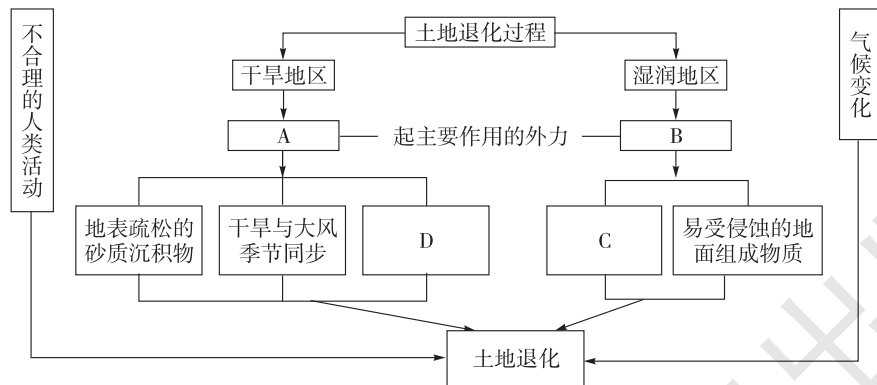 土地退化过程
不合理的人类活动
气候变化
干旱地区
湿润地区
A
起主要作用的外力
B
地表疏松的
砂质沉积物
干旱与大风
季节同步
D
C
易受侵蚀的地
面组成物质
土地退化